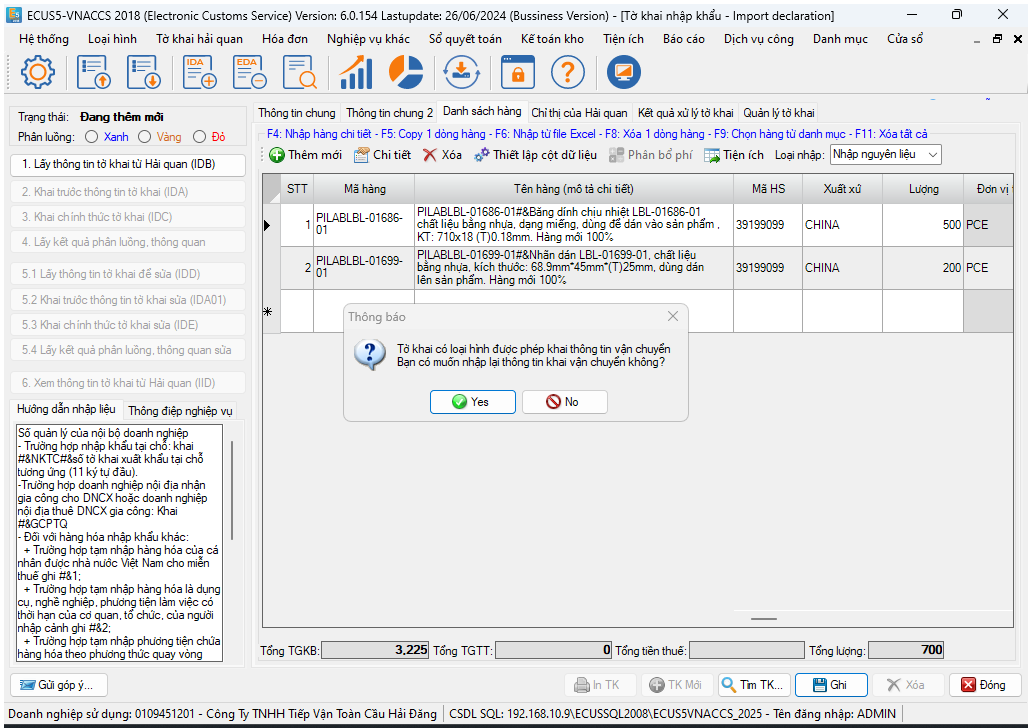 ECUS5-VNACCS 2018 (Electronic Customs Service) Version: 6.0.154 Lastupdate: 26/06/2024 (Bussiness Version) - [Tờ khai nhập khẩu - Import declaration]
Hệ thống Loại hình Tờ khai hải quan Hóa đơn Nghiệp vụ khác Sổ quyết toán Kế toán kho Tiện ích Báo cáo Dịch vụ công Danh mục Cửa sổ
IDA EDA
Trạng thái: Đang thêm mới
Phân luồng: Xanh Vàng Đỏ
1. Lấy thông tin tờ khai từ Hải quan (IDB)
2. Khai trước thông tin tờ khai (IDA)
3. Khai chính thức tờ khai (IDC)
4. Lấy kết quả phân luồng, thông quan
5.1 Lấy thông tin tờ khai để sửa (IDD)
5.2 Khai trước thông tin tờ khai sửa (IDA01)
5.3 Khai chính thức tờ khai sửa (IDE)
5.4 Lấy kết quả phân luồng, thông quan sửa
6. Xem thông tin tờ khai từ Hải quan (IID)
Hướng dẫn nhập liệu Thông điệp nghiệp vụ
Số quản lý của nội bộ doanh nghiệp
- Trường hợp nhập khẩu tại chỗ: khai
#&NKTC#&số tờ khai xuất khẩu tại chỗ
tương ứng (11 ký tự đầu).
-Trường hợp doanh nghiệp nội địa nhận
gia công cho DNCX hoặc doanh nghiệp
nội địa thuê DNCX gia công: Khai
#&GCPTQ
- Đối với hàng hóa nhập khẩu khác:
+ Trường hợp tạm nhập hàng hóa của cá
nhân được nhà nước Việt Nam cho miễn
thuế ghi #&1;
+ Trường hợp tạm nhập hàng hóa là dụng
cụ, nghề nghiệp, phương tiện làm việc có
thời hạn của cơ quan, tổ chức, của người
nhập cảnh ghi #&2;
+ Trường hợp tạm nhập phương tiện chứa
hàng hóa theo phương thức quay vòng
Thông tin chung Thông tin chung 2 Danh sách hàng Chỉ thị của Hải quan Kết quả xử lý tờ khai Quản lý tờ khai
F4: Nhập hàng chi tiết - F5: Copy 1 dòng hàng - F6: Nhập từ file Excel - F8: Xóa 1 dòng hàng - F9: Chọn hàng từ danh mục - F11: Xóa tất cả
Thêm mới Chi tiết Xóa Thiết lập cột dữ liệu Phân bổ phí Tiện ích Loại nhập: Nhập nguyên liệu
STT Mã hàng Tên hàng (mô tả chi tiết) Mã HS Xuất xứ Lượng Đơn vị t
1 PILABLBL-01686-01 PILABLBL-01686-01#&Băng dính chịu nhiệt LBL-01686-01
chất liệu bằng nhựa, dạng miếng, dùng để dán vào sản phẩm ,
KT: 710x18 (T)0.18mm. Hàng mới 100% 39199099 CHINA 500 PCE
2 PILABLBL-01699-01 PILABLBL-01699-01#&Nhãn dán LBL-01699-01, chất liệu
bằng nhựa, kích thước: 68.9mm*45mm*(T)25mm, dùng dán
lên sản phẩm. Hàng mới 100% 39199099 CHINA 200 PCE
Thông báo
Tờ khai có loại hình được phép khai thông tin vận chuyển
Bạn có muốn nhập lại thông tin khai vận chuyển không?
Yes No
Tổng TGKB: 3,225 Tổng TGTT: 0 Tổng tiền thuế: Tổng lượng: 700
Gửi góp ý... In TK TK Mới Tìm TK... Ghi Xóa Đóng
Doanh nghiệp sử dụng: 0109451201 - Công Ty TNHH Tiếp Vận Toàn Cầu Hải Đăng CSDL SQL: 192.168.10.9\ECUSSQL2008\ECUS5VNACCS_2025 - Tên đăng nhập: ADMIN